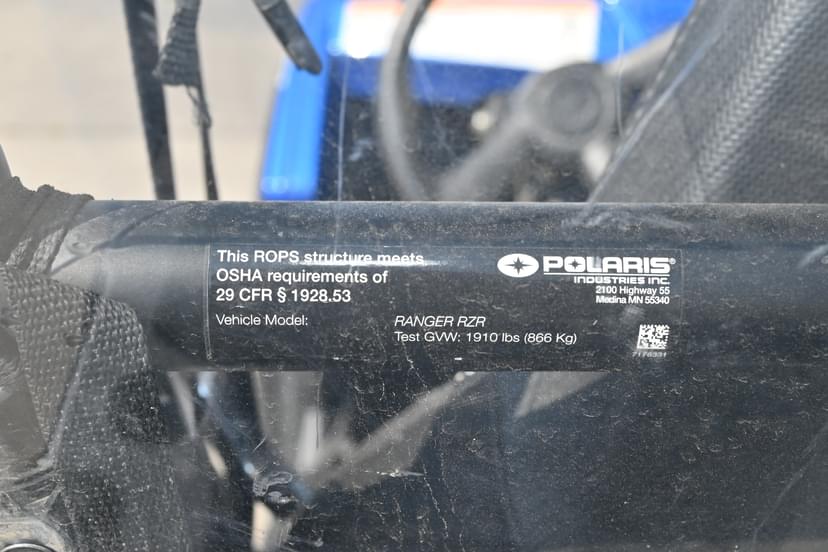 This ROPS structure meets
OSHA requirements of
29 CFR § 1928.53
Vehicle Model:
RANGER RZR
Test GVW: 1910 lbs (866 Kg)
POLARIS®
INDUSTRIES INC.
2100 Highway 55
Medina MN 55340
7176331